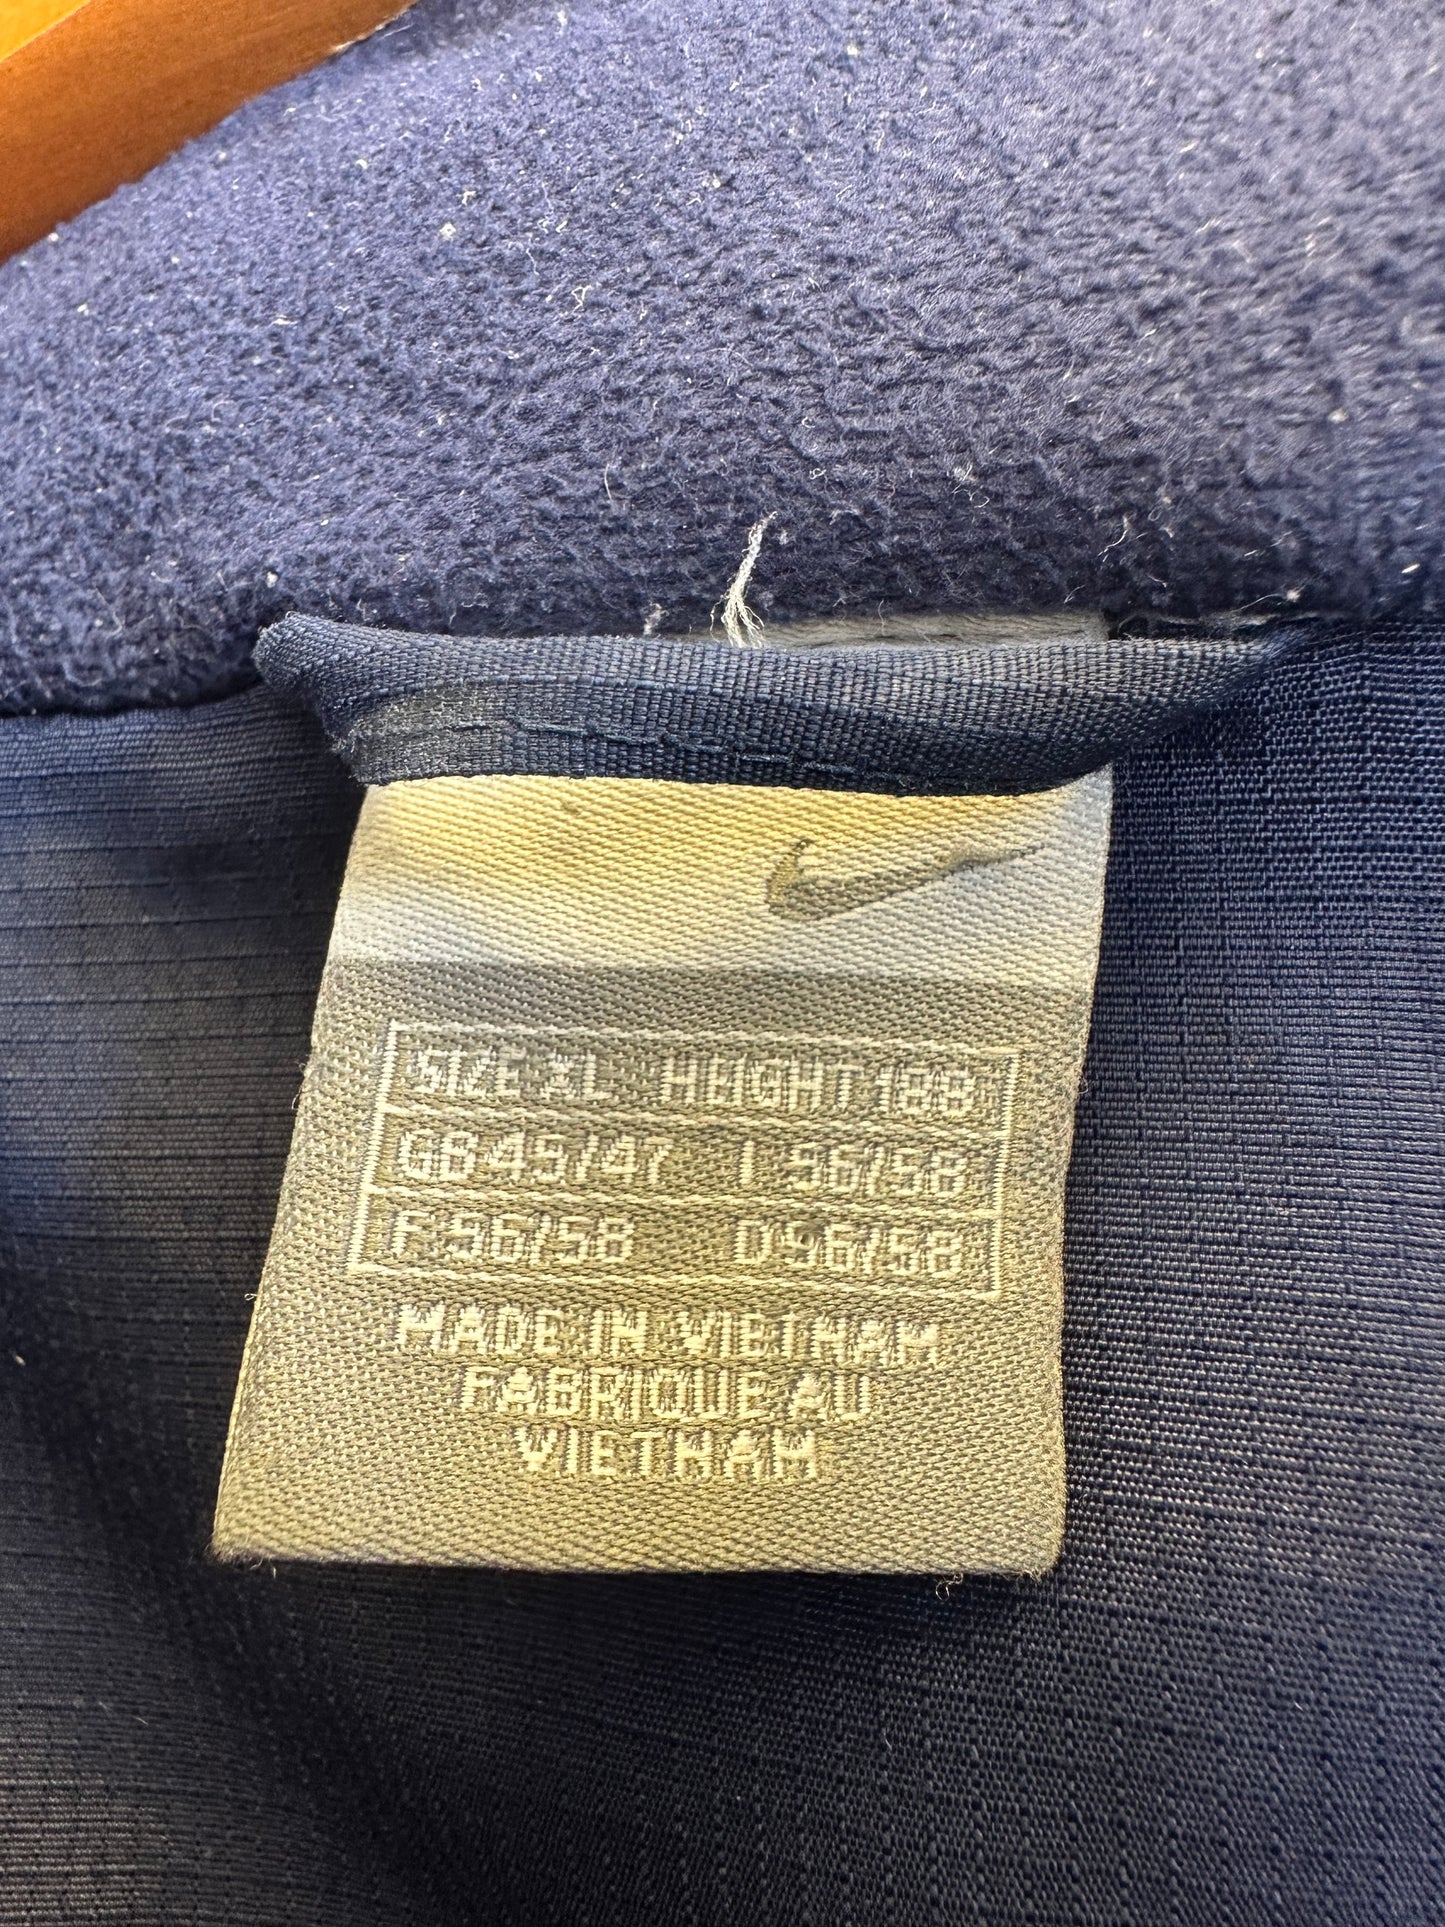 SIZE XL HEIGHT 188
GB 45/47 I 56/58
F 56/58 D 56/58
MADE IN VIETNAM
FABRIQUE AU
VIETNAM